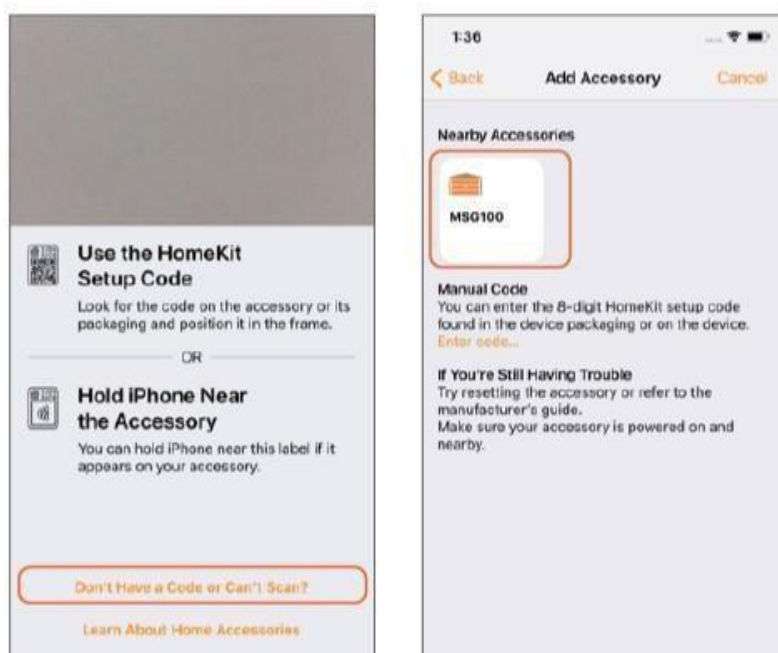 Use the HomeKit
Setup Code
Look for the code on the accessory or its
packaging and position it in the frame.
OR
Hold iPhone Near
the Accessory
You can hold iPhone near this label if it
appears on your accessory.
Don't Have a Code or Can't Scan?
Learn About Home Accessories
1:36
Back Add Accessory Cancel
Nearby Accessories
MSG100
Manual Code
You can enter the 8-digit HomeKit setup code
found in the device packaging or on the device.
Enter code...
If You're Still Having Trouble
Try resetting the accessory or refer to the
manufacturer's guide.
Make sure your accessory is powered on and
nearby.